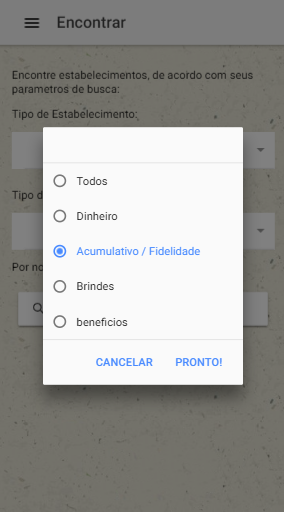 Encontrar
Encontre estabelecimentos, de acordo com seus
parametros de busca:
Tipo de Estabelecimento:
Tipo d
Por no
Todos
Dinheiro
Acumulativo / Fidelidade
Brindes
beneficios
CANCELAR PRONTO!